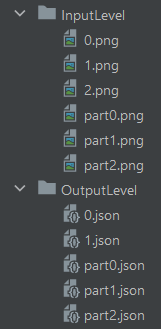 InputLevel
0.png
1.png
2.png
part0.png
part1.png
part2.png
OutputLevel
0.json
1.json
part0.json
part1.json
part2.json